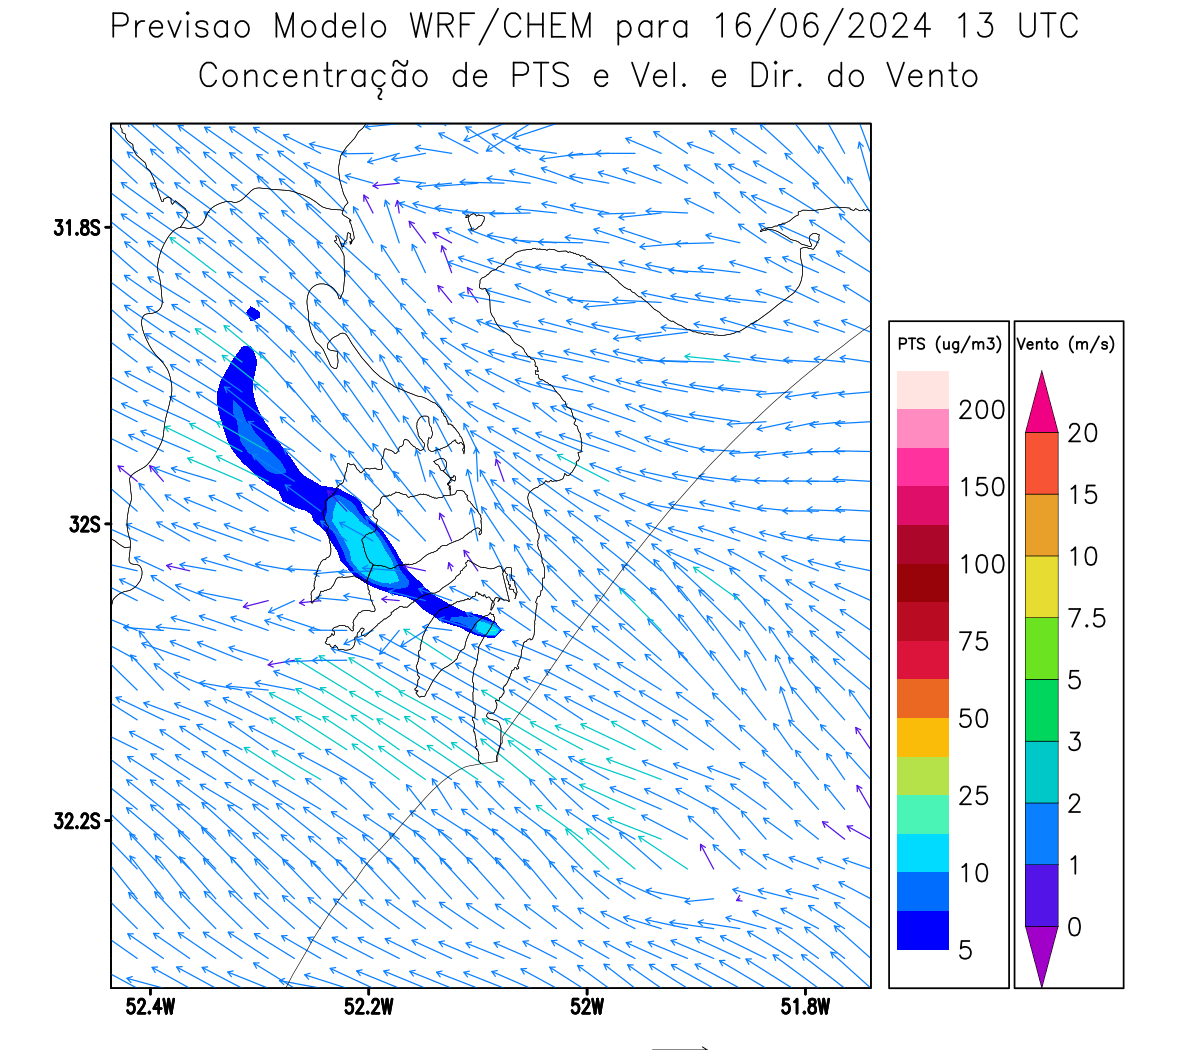 Previsao Modelo WRF/CHEM para 16/06/2024 13 UTC
Concentração de PTS e Vel. e Dir. do Vento
31.8S
32S
32.2S
52.4W 52.2W 52W 51.8W
PTS (ug/m3)
200
150
100
75
50
25
10
5
Vento (m/s)
20
15
10
7.5
5
3
2
1
0